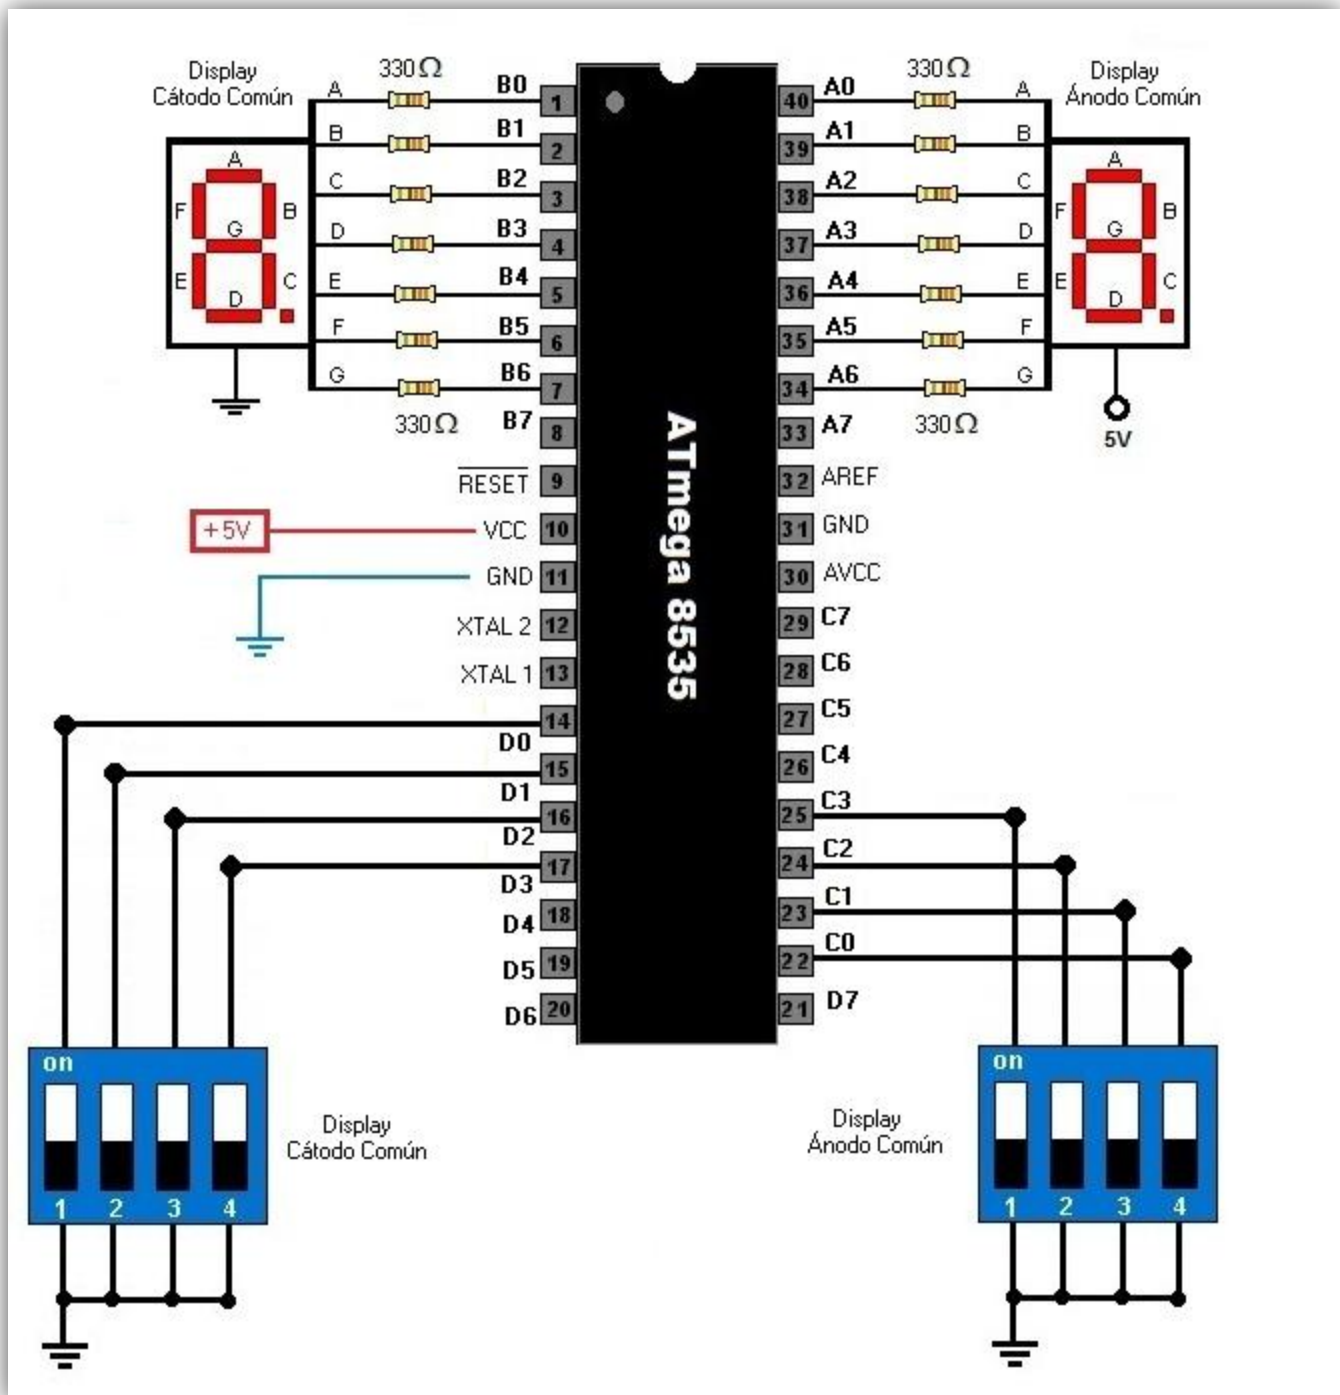 Display
Cátodo Común
330Ω
330Ω
Display
Ánodo Común
A
B0
1
40
A0
A
B
B1
2
39
A1
B
C
B2
3
38
A2
C
D
B3
4
37
A3
D
E
B4
5
36
A4
E
F
B5
6
35
A5
F
G
B6
7
34
A6
G
A
F
B
G
E
C
D
A
F
B
G
E
C
D
330Ω
330Ω
5V
B7
8
33
A7
RESET
9
32
AREF
+5V
VCC
10
31
GND
GND
11
30
AVCC
XTAL 2
12
29
C7
XTAL 1
13
28
C6
ATmega 8535
14
D0
27
C5
15
D1
26
C4
16
D2
25
C3
17
D3
24
C2
D4
18
23
C1
D5
19
22
C0
D6
20
21
D7
on
1 2 3 4
Display
Cátodo Común
Display
Ánodo Común
on
1 2 3 4